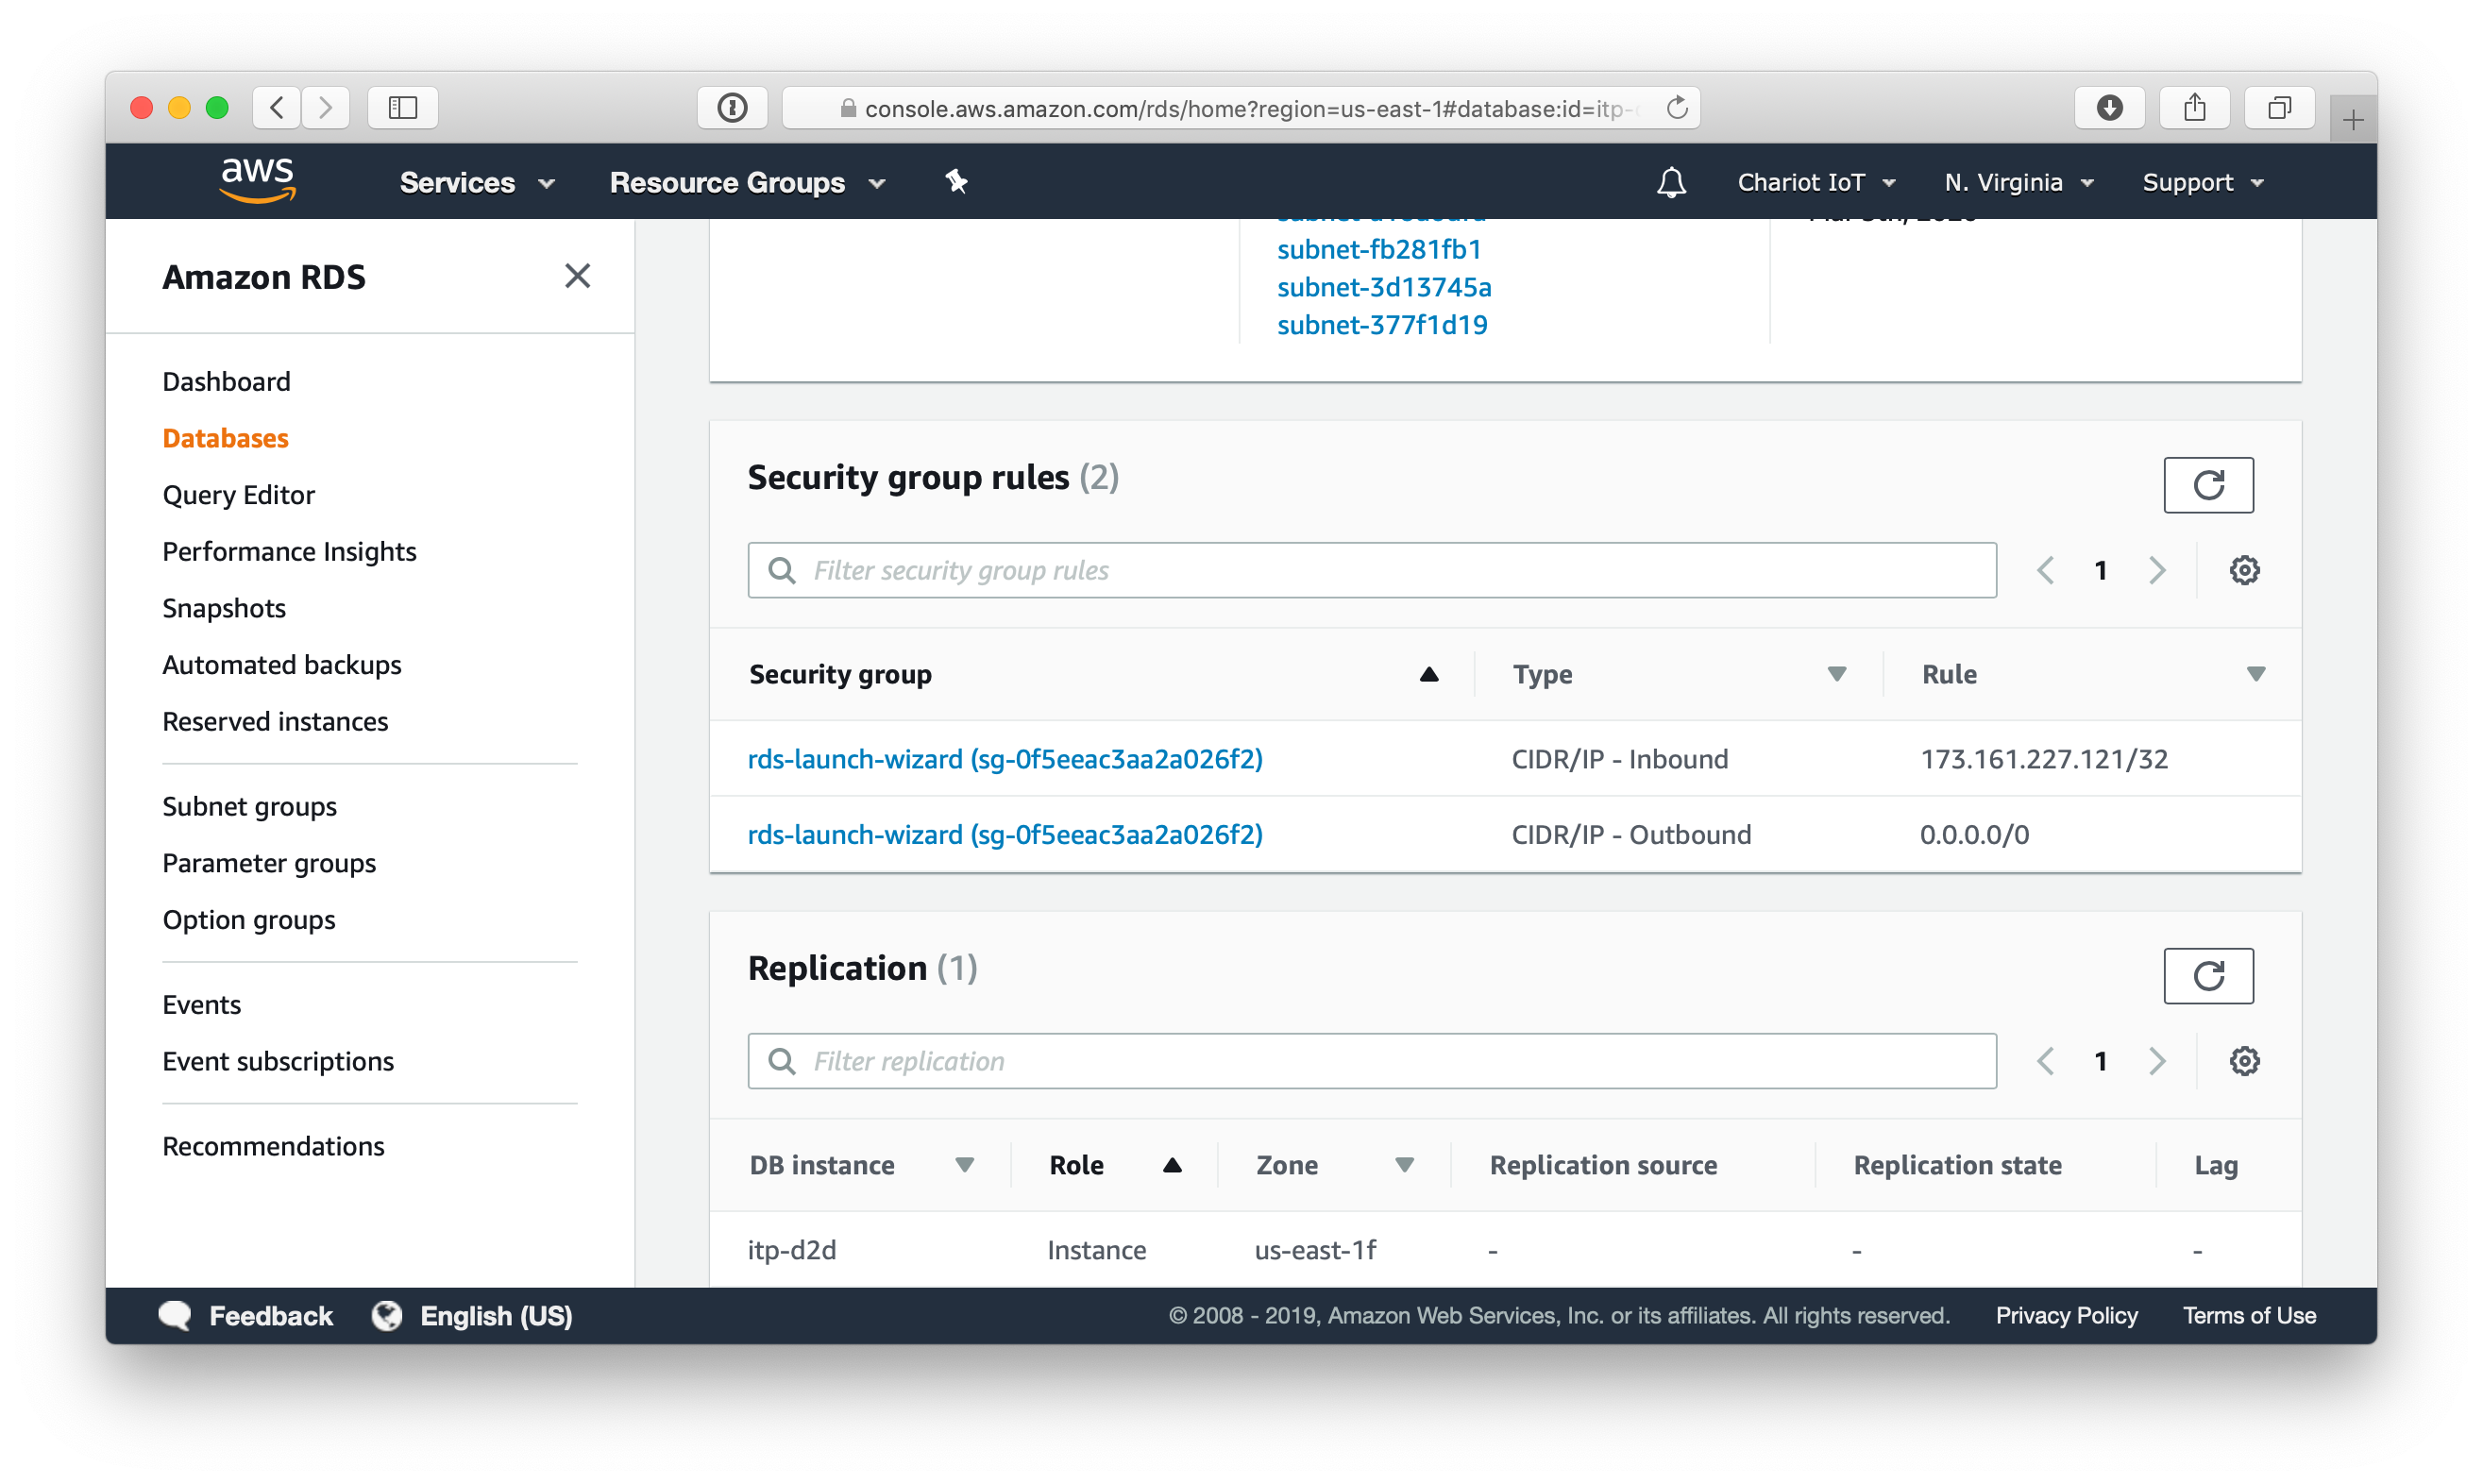 console.aws.amazon.com/rds/home?region=us-east-1#database:id=itp-
aws Services Resource Groups Chariot IoT N. Virginia Support
Amazon RDS
Dashboard
Databases
Query Editor
Performance Insights
Snapshots
Automated backups
Reserved instances
Subnet groups
Parameter groups
Option groups
Events
Event subscriptions
Recommendations
subnet-fb281fb1
subnet-3d13745a
subnet-377f1d19
Security group rules (2)
Filter security group rules
1
Security group Type Rule
rds-launch-wizard (sg-0f5eeac3aa2a026f2) CIDR/IP - Inbound 173.161.227.121/32
rds-launch-wizard (sg-0f5eeac3aa2a026f2) CIDR/IP - Outbound 0.0.0.0/0
Replication (1)
Filter replication
1
DB instance Role Zone Replication source Replication state Lag
itp-d2d Instance us-east-1f - - -
Feedback English (US) © 2008 - 2019, Amazon Web Services, Inc. or its affiliates. All rights reserved. Privacy Policy Terms of Use